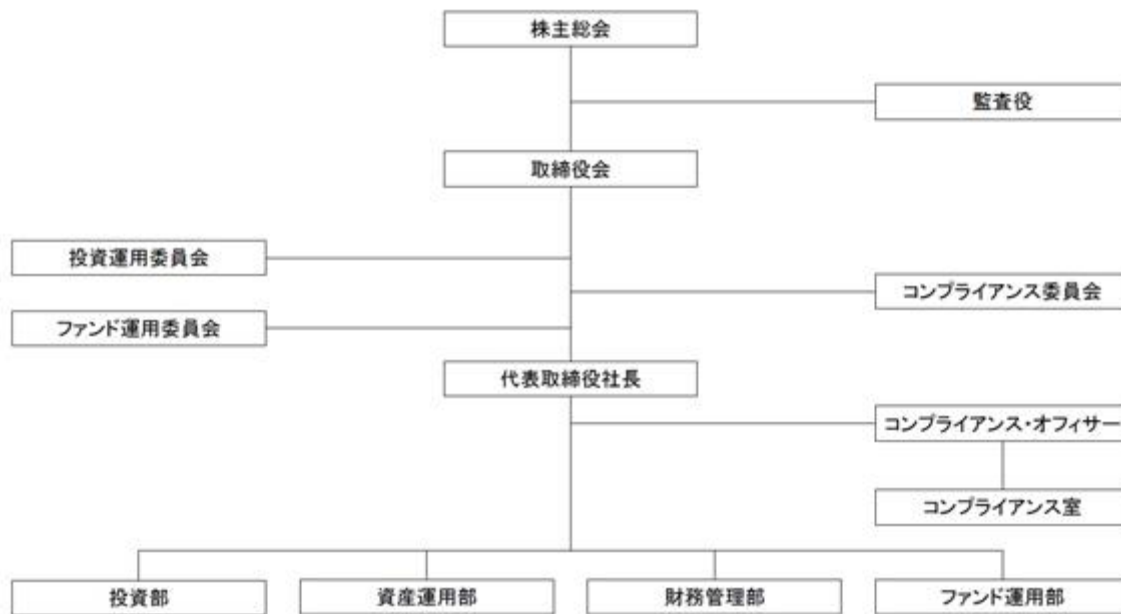 株主総会
監査役
取締役会
投資運用委員会
コンプライアンス委員会
ファンド運用委員会
代表取締役社長
コンプライアンス・オフィサー
コンプライアンス室
投資部
資産運用部
財務管理部
ファンド運用部